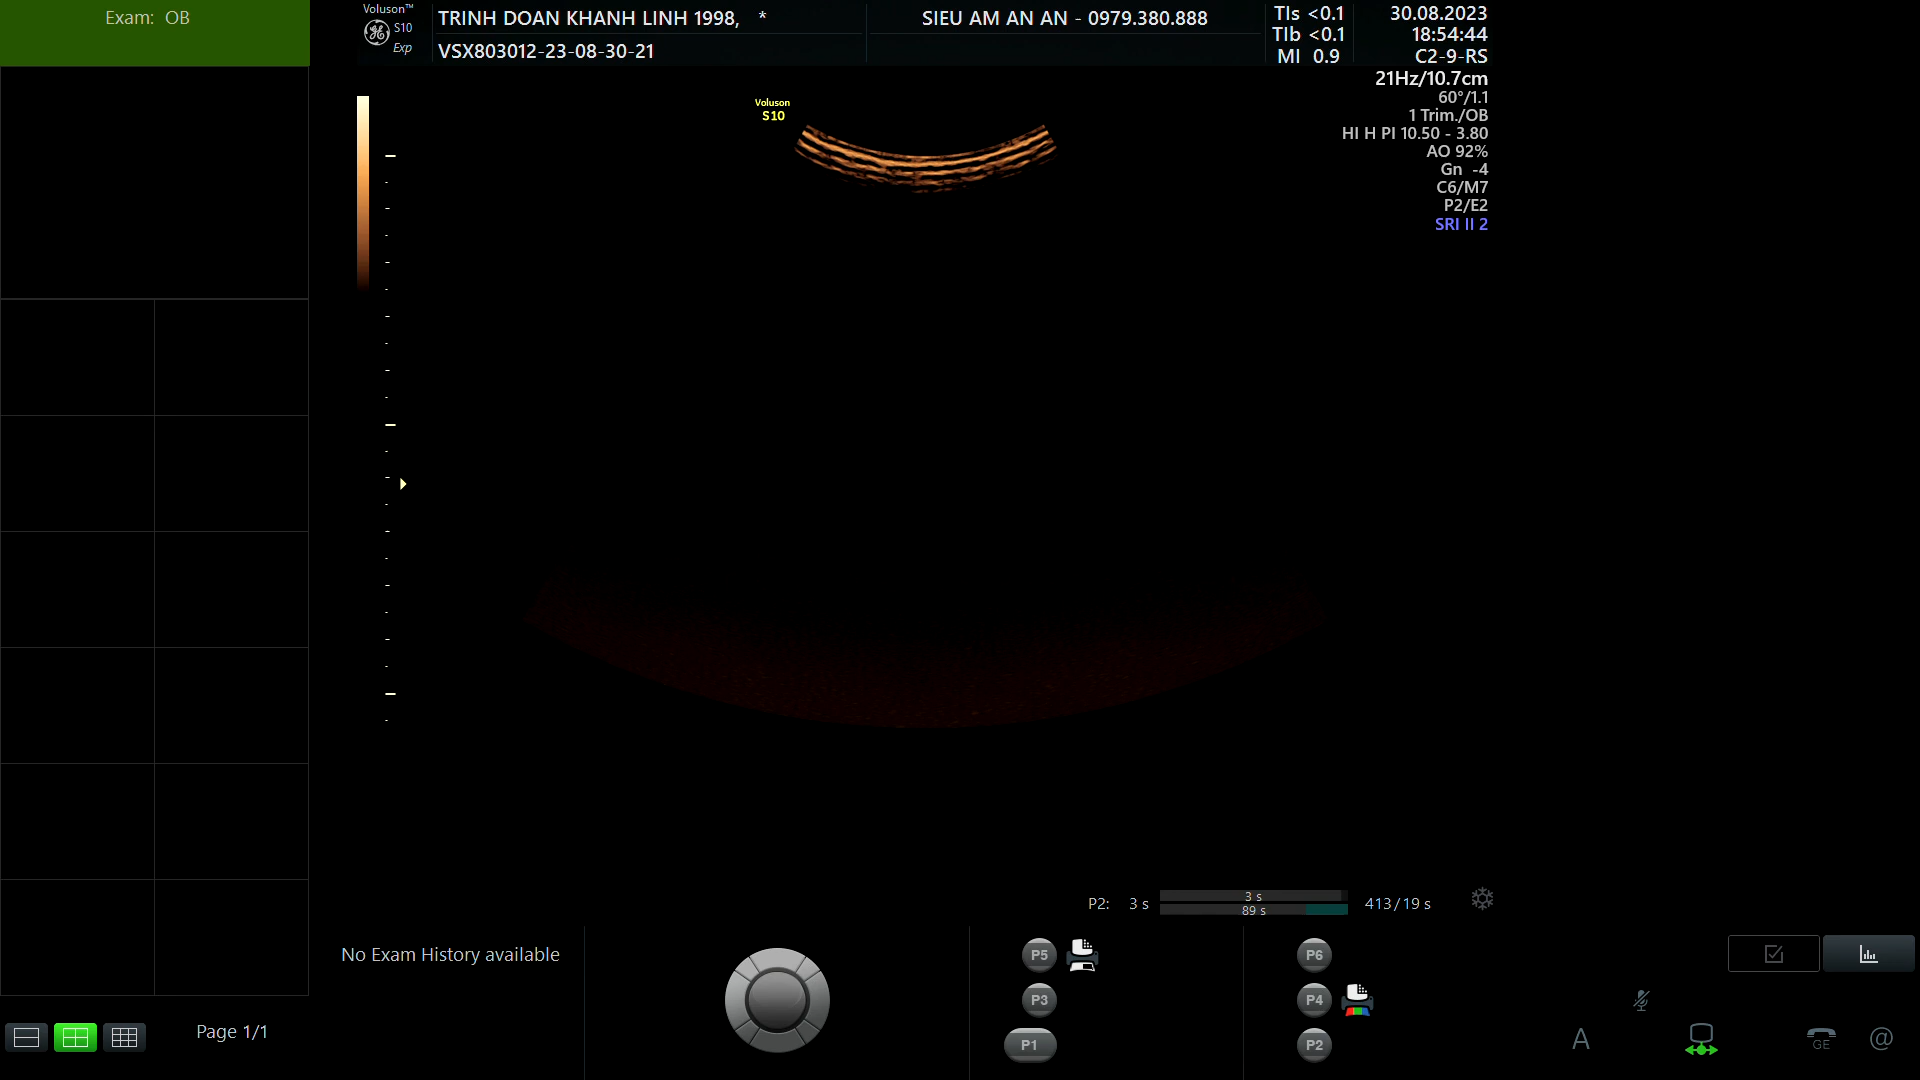 Exam: OB
Voluson™
S10
Exp
TRINH DOAN KHANH LINH 1998, *
VSX803012-23-08-30-21
SIEU AM AN AN - 0979.380.888
TIs <0.1
TIb <0.1
MI 0.9
30.08.2023
18:54:44
C2-9-RS
21Hz/10.7cm
60°/1.1
1 Trim./OB
HI H PI 10.50 - 3.80
AO 92%
Gn -4
C6/M7
P2/E2
SRI II 2
Voluson
S10
P2: 3 s
3 s
89 s
413/19 s
No Exam History available
P5
P3
P1
P6
P4
P2
Page 1/1
A
GE
@